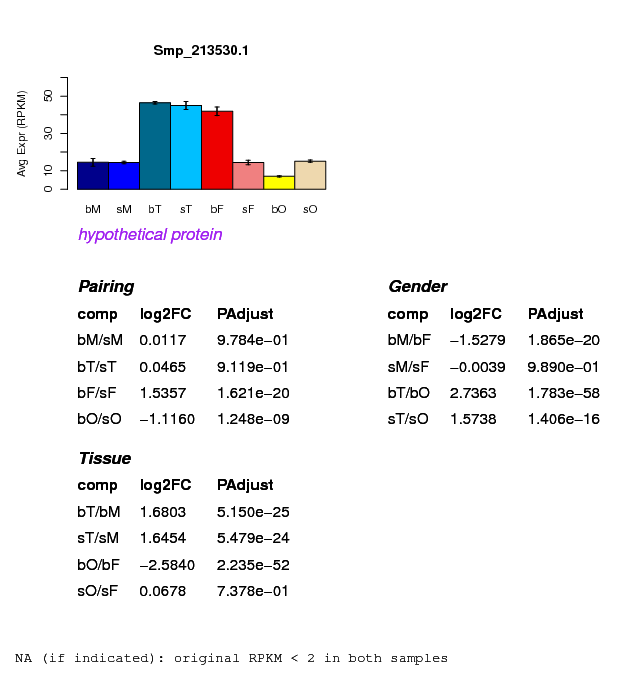 Smp_213530.1
Avg Expr (RPKM)
50
30
10
0
bM sM bT sT bF sF bO sO
hypothetical protein
Pairing
comp log2FC PAdjust
bM/sM 0.0117 9.784e−01
bT/sT 0.0465 9.119e−01
bF/sF 1.5357 1.621e−20
bO/sO −1.1160 1.248e−09
Gender
comp log2FC PAdjust
bM/bF −1.5279 1.865e−20
sM/sF −0.0039 9.890e−01
bT/bO 2.7363 1.783e−58
sT/sO 1.5738 1.406e−16
Tissue
comp log2FC PAdjust
bT/bM 1.6803 5.150e−25
sT/sM 1.6454 5.479e−24
bO/bF −2.5840 2.235e−52
sO/sF 0.0678 7.378e−01
NA (if indicated): original RPKM < 2 in both samples